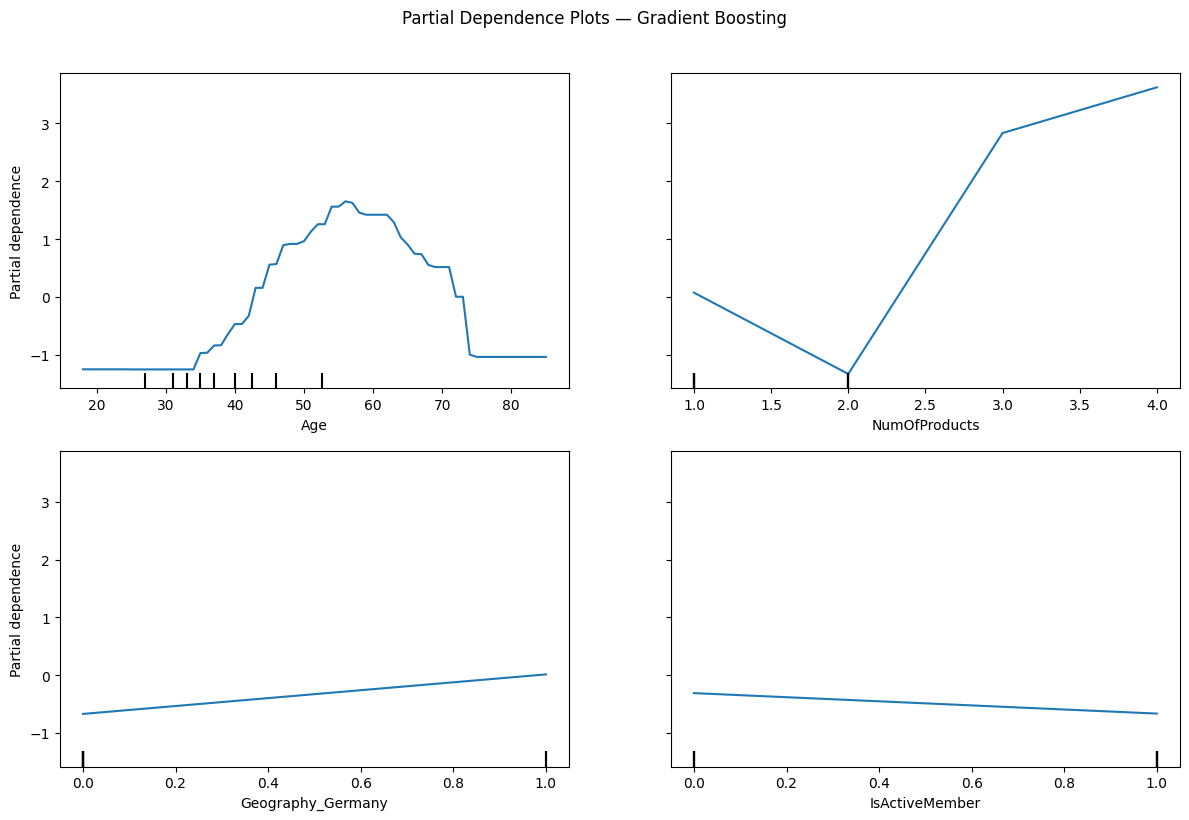 Partial Dependence Plots — Gradient Boosting
Partial dependence
3
2
1
0
−1
20 30 40 50 60 70 80
Age
1.0 1.5 2.0 2.5 3.0 3.5 4.0
NumOfProducts
Partial dependence
3
2
1
0
−1
0.0 0.2 0.4 0.6 0.8 1.0
Geography_Germany
0.0 0.2 0.4 0.6 0.8 1.0
IsActiveMember